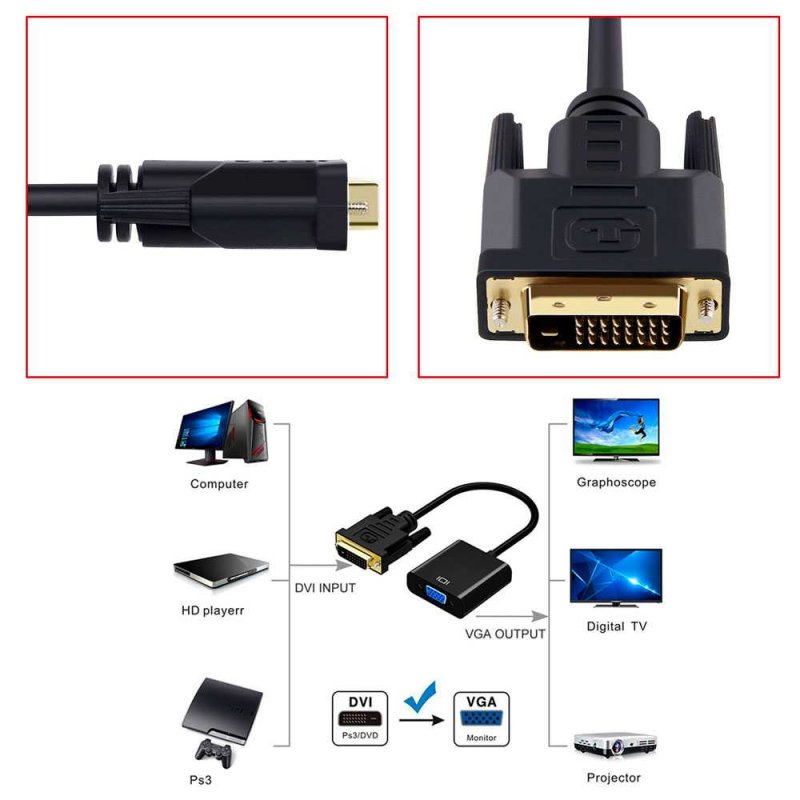 Computer
Graphoscope
DVI INPUT
HD playerr
VGA OUTPUT
Digital TV
DVI
Ps3/DVD
VGA
Monitor
Ps3
Projector